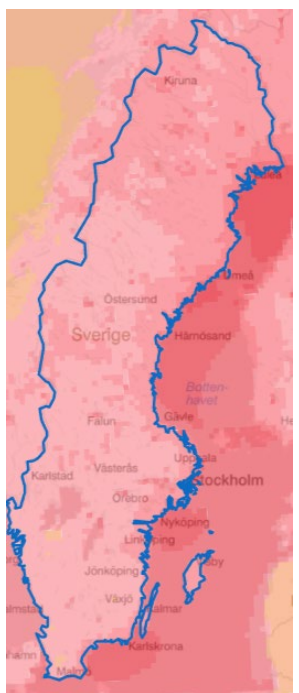 Kiruna
Umeå
Östersund
Härnösand
Sverige
Botten-
havet
Gävle
Falun
Uppsala
Västerås
Karlstad
Stockholm
Örebro
Nyköping
Linköping
Jönköping
Växjö
Kalmar
Karlskrona
Malmö